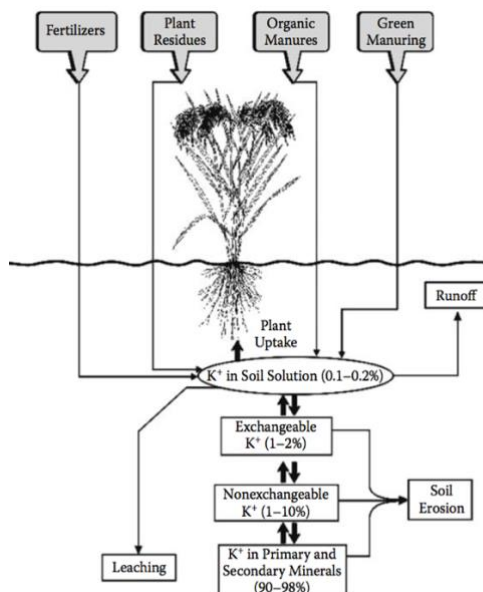 Fertilizers
Plant
Residues
Organic
Manures
Green
Manuring
Runoff
Plant
Uptake
K⁺ in Soil Solution (0.1–0.2%)
Exchangeable
K⁺ (1–2%)
Nonexchangeable
K⁺ (1–10%)
Soil
Erosion
K⁺ in Primary and
Secondary Minerals
(90–98%)
Leaching